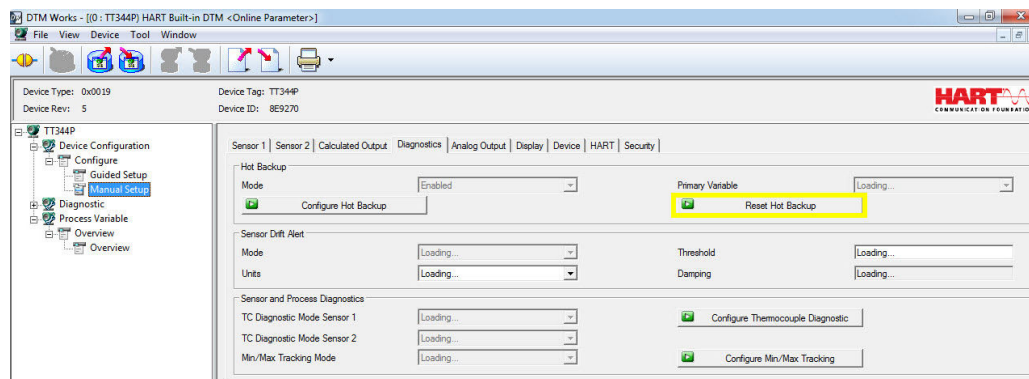 DTM Works - [(0 : TT344P) HART Built-in DTM <Online Parameter>]
File View Device Tool Window
Device Type: 0x0019 Device Tag: TT344P
Device Rev: 5 Device ID: 8E9270
HART
COMMUNICATION FOUNDATION
TT344P
Device Configuration
Configure
Guided Setup
Manual Setup
Diagnostic
Process Variable
Overview
Overview
Sensor 1 Sensor 2 Calculated Output Diagnostics Analog Output Display Device HART Security
Hot Backup
Mode Enabled Primary Variable Loading...
Configure Hot Backup Reset Hot Backup
Sensor Drift Alert
Mode Loading... Threshold Loading...
Units Loading... Damping Loading...
Sensor and Process Diagnostics
TC Diagnostic Mode Sensor 1 Loading... Configure Thermocouple Diagnostic
TC Diagnostic Mode Sensor 2 Loading...
Min/Max Tracking Mode Loading... Configure Min/Max Tracking